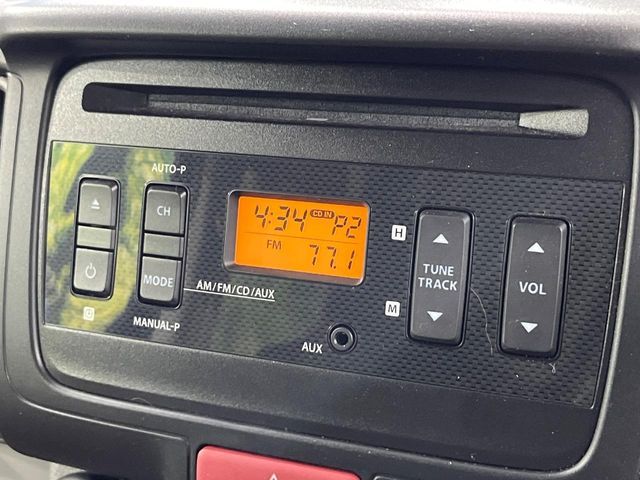 AUTO-P
CH
MODE
MANUAL-P
AM/FM/CD/AUX
4:34 CD IN P2
FM 77.1
AUX
H
M
TUNE
TRACK
VOL